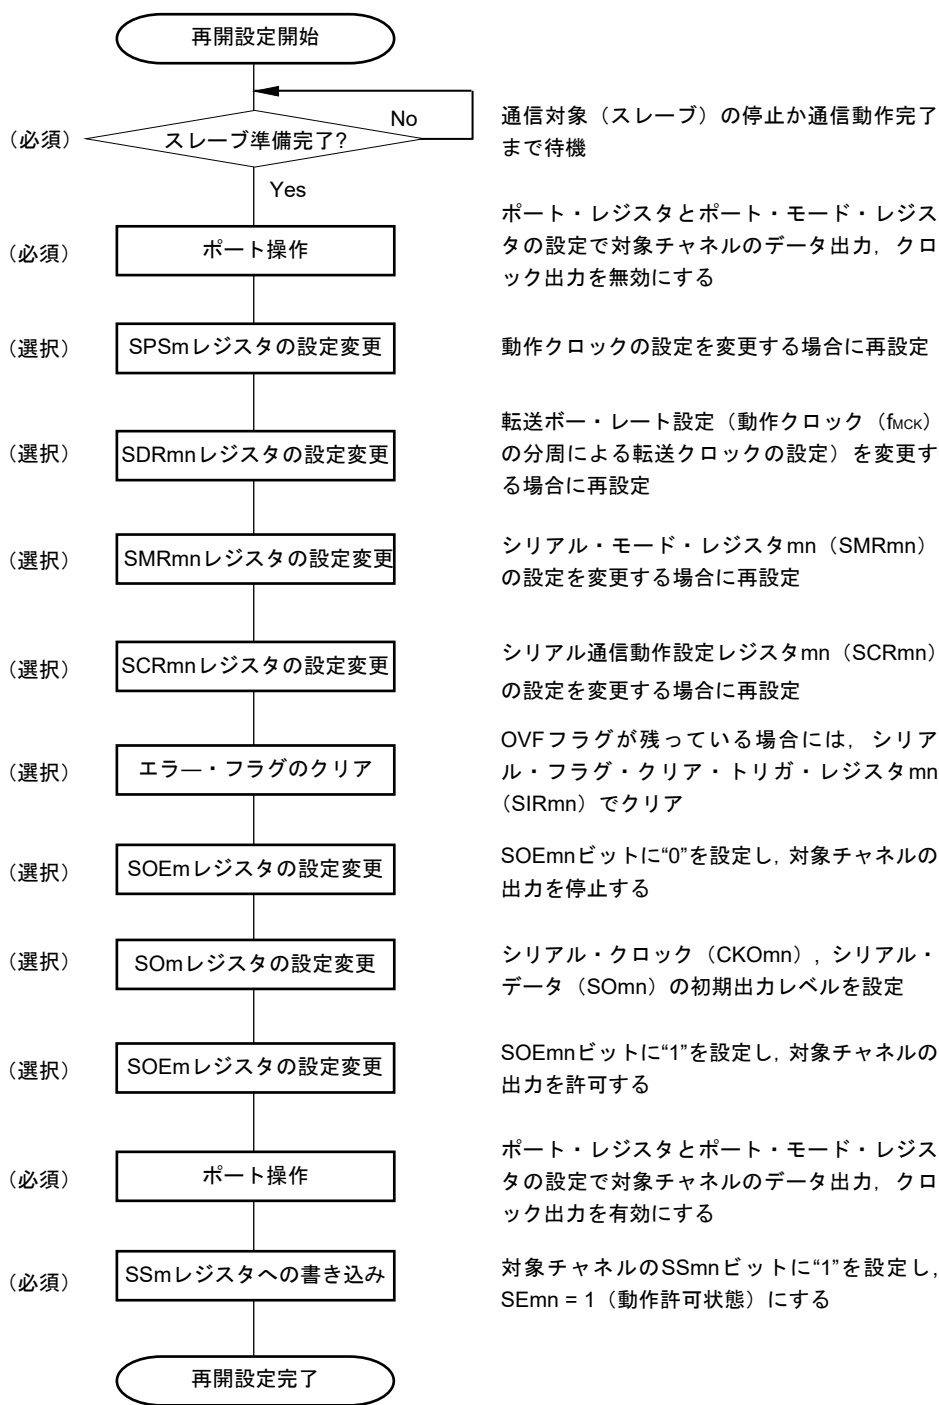 再開設定開始
No
(必須)
スレーブ準備完了?
通信対象（スレーブ）の停止か通信動作完了
まで待機
Yes
(必須)
ポート操作
ポート・レジスタとポート・モード・レジス
タの設定で対象チャネルのデータ出力，クロ
ック出力を無効にする
（選択）
SPSmレジスタの設定変更
動作クロックの設定を変更する場合に再設定
（選択）
SDRmnレジスタの設定変更
転送ボー・レート設定（動作クロック（fMCK）
の分周による転送クロックの設定）を変更す
る場合に再設定
（選択）
SMRmnレジスタの設定変更
シリアル・モード・レジスタmn（SMRmn）
の設定を変更する場合に再設定
（選択）
SCRmnレジスタの設定変更
シリアル通信動作設定レジスタmn（SCRmn）
の設定を変更する場合に再設定
（選択）
エラ―・フラグのクリア
OVFフラグが残っている場合には，シリア
ル・フラグ・クリア・トリガ・レジスタmn
（SIRmn）でクリア
（選択）
SOEmレジスタの設定変更
SOEmnビットに“0”を設定し, 対象チャネルの
出力を停止する
（選択）
SOmレジスタの設定変更
シリアル・クロック（CKOmn）, シリアル・
データ（SOmn）の初期出力レベルを設定
（選択）
SOEmレジスタの設定変更
SOEmnビットに“1”を設定し, 対象チャネルの
出力を許可する
（必須）
ポート操作
ポート・レジスタとポート・モード・レジス
タの設定で対象チャネルのデータ出力，クロ
ック出力を有効にする
（必須）
SSmレジスタへの書き込み
対象チャネルのSSmnビットに“1”を設定し,
SEmn = 1（動作許可状態）にする
再開設定完了